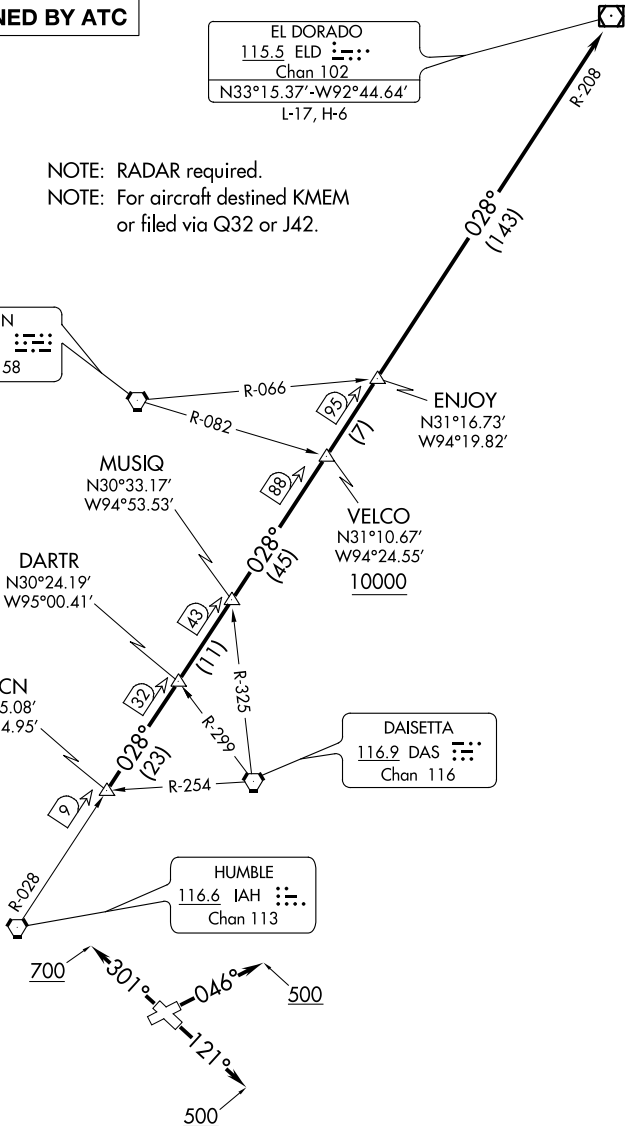 NED BY ATC
EL DORADO
115.5 ELD
Chan 102
N33°15.37'-W92°44.64'
L-17, H-6
R-208
NOTE: RADAR required.
NOTE: For aircraft destined KMEM
or filed via Q32 or J42.
028°
(143)
N
58
R-066
R-082
95
(7)
ENJOY
N31°16.73'
W94°19.82'
MUSIQ
N30°33.17'
W94°53.53'
88
VELCO
N31°10.67'
W94°24.55'
10000
028°
(45)
DARTR
N30°24.19'
W95°00.41'
43
(11)
R-325
32
R-299
CN
5.08'
4.95'
028°
(23)
R-254
DAISETTA
116.9 DAS
Chan 116
9
R-028
HUMBLE
116.6 IAH
Chan 113
700
301°
046°
500
121°
500